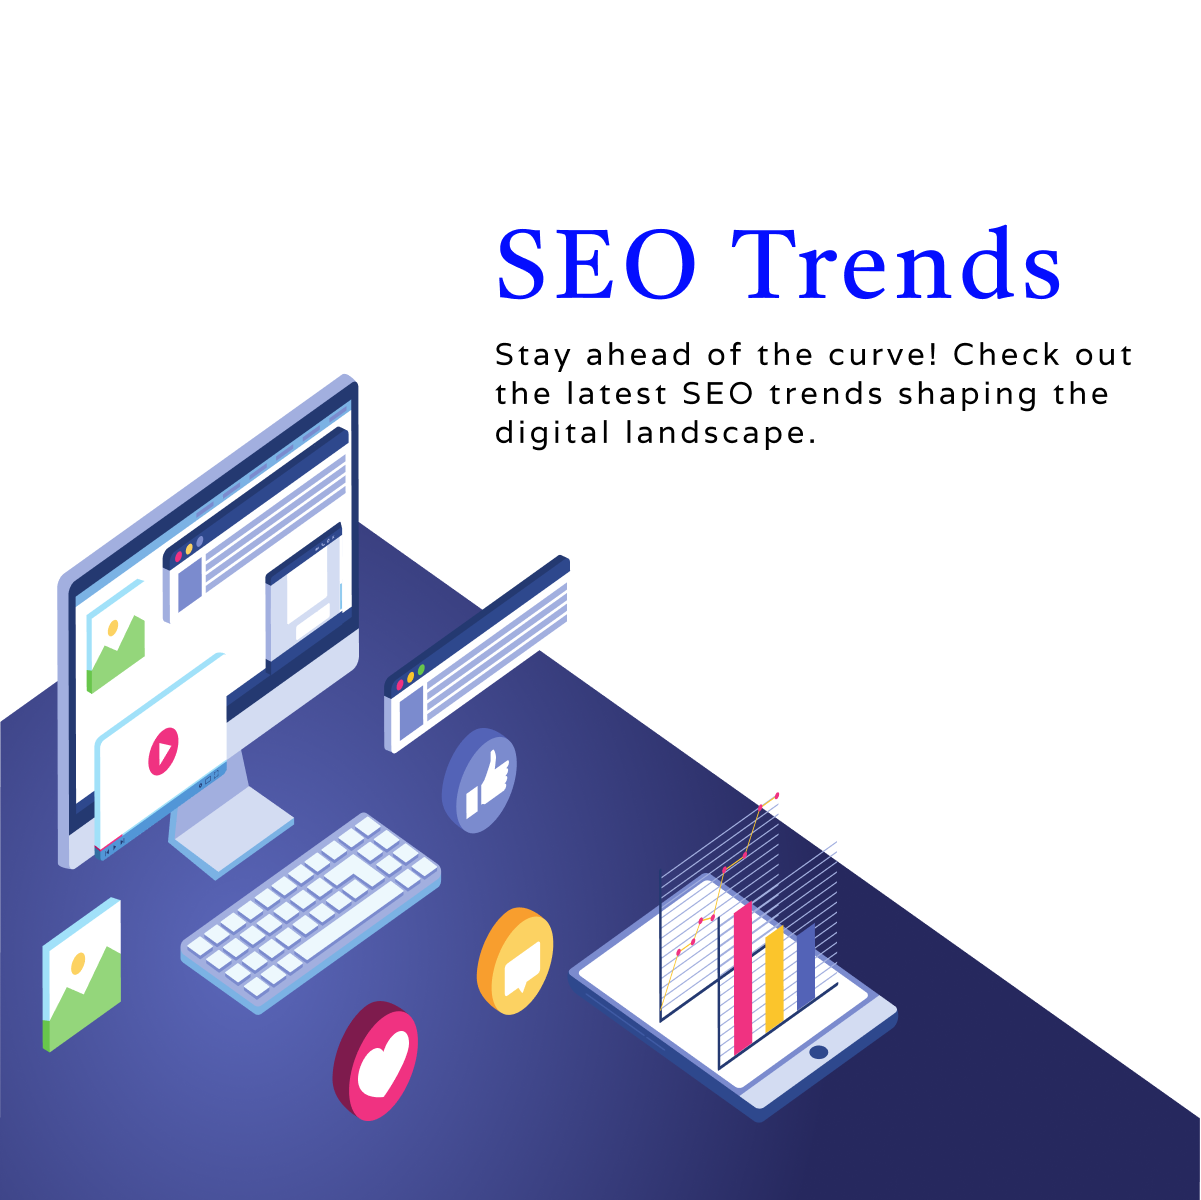 SEO Trends
Stay ahead of the curve! Check out
the latest SEO trends shaping the
digital landscape.